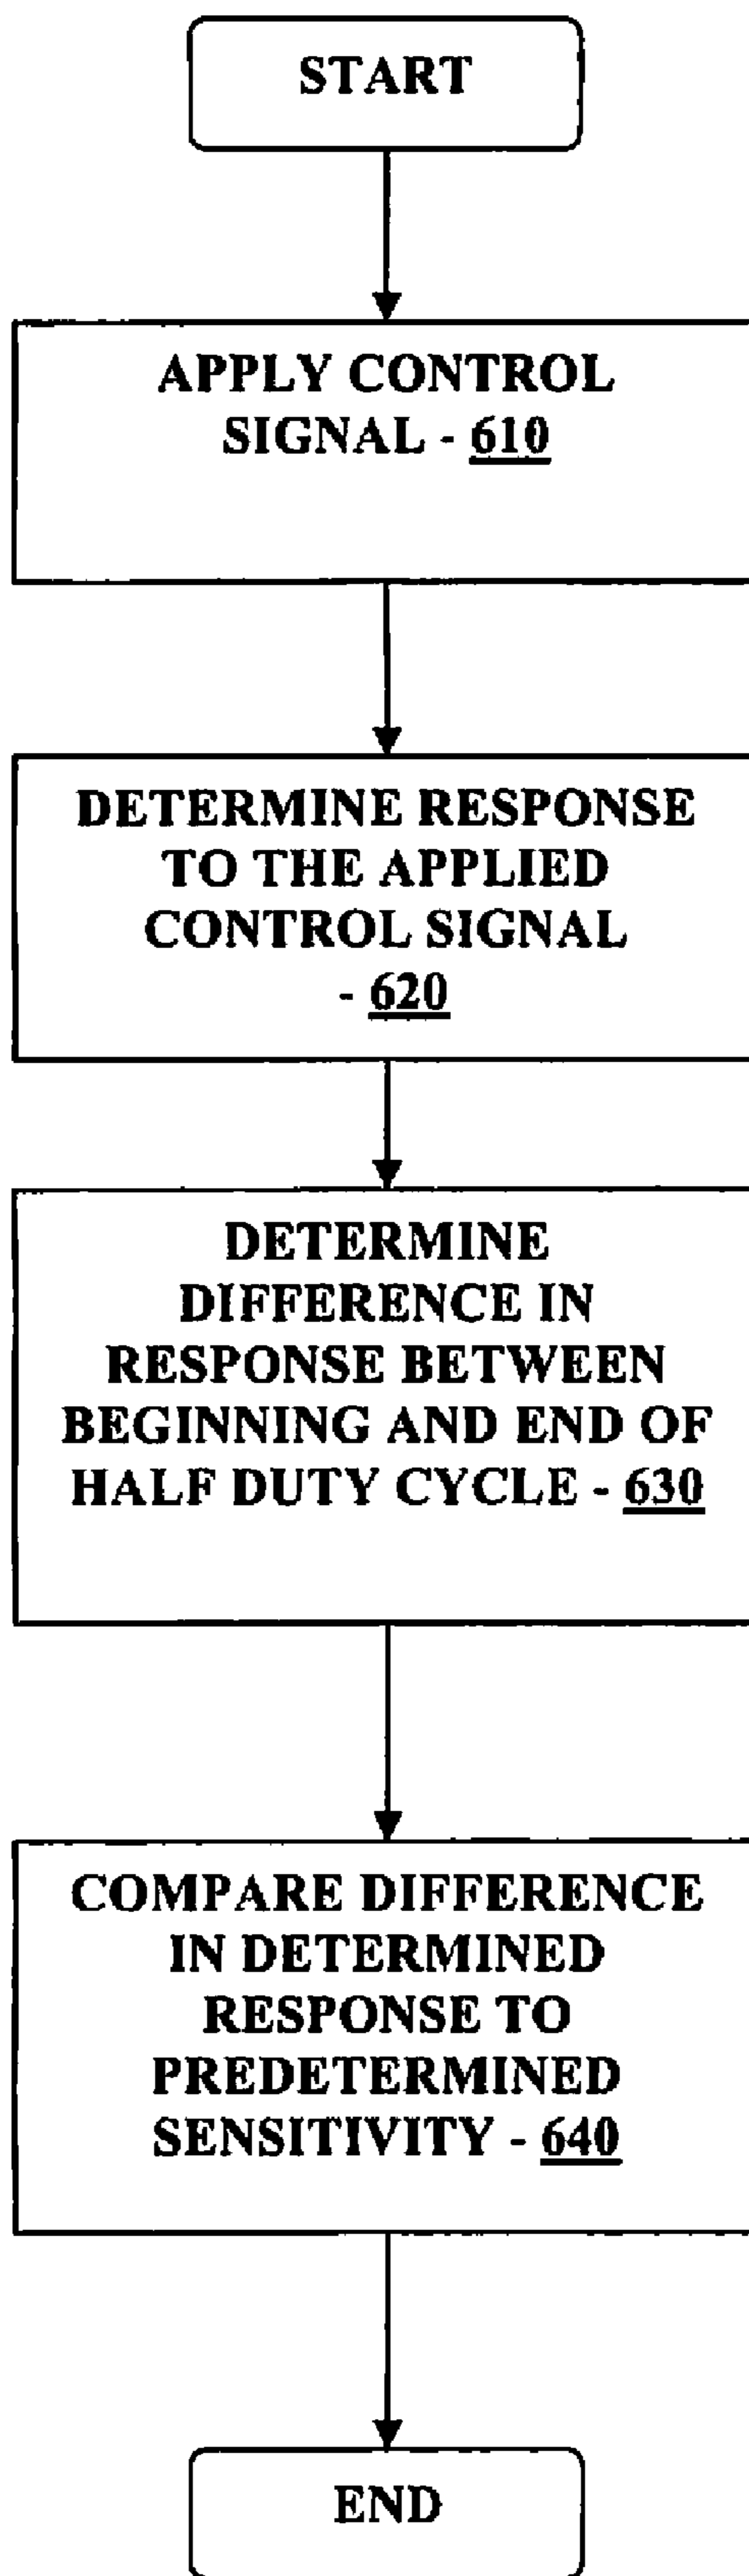 START
APPLY CONTROL
SIGNAL - 610
DETERMINE RESPONSE
TO THE APPLIED
CONTROL SIGNAL
- 620
DETERMINE
DIFFERENCE IN
RESPONSE BETWEEN
BEGINNING AND END OF
HALF DUTY CYCLE - 630
COMPARE DIFFERENCE
IN DETERMINED
RESPONSE TO
PREDETERMINED
SENSITIVITY - 640
END